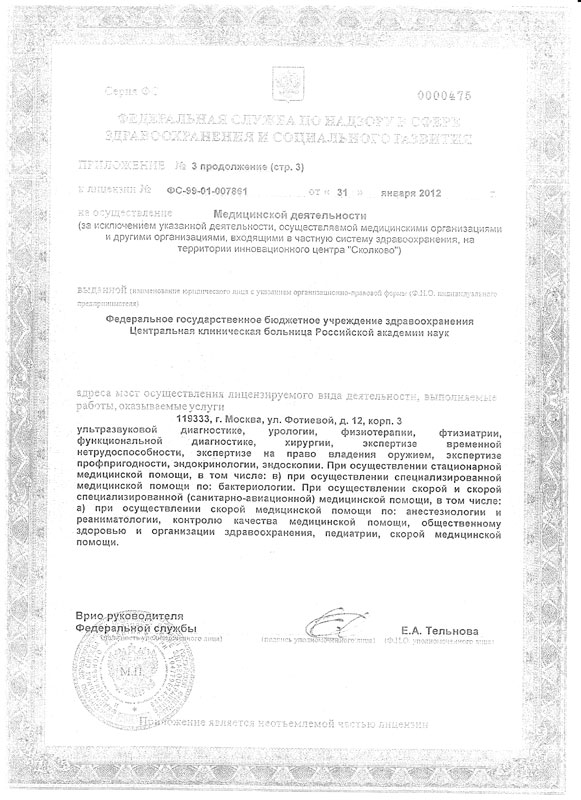 Серия ФС 0000475
ФЕДЕРАЛЬНАЯ СЛУЖБА ПО НАДЗОРУ В СФЕРЕ
ЗДРАВООХРАНЕНИЯ И СОЦИАЛЬНОГО РАЗВИТИЯ
ПРИЛОЖЕНИЕ № 3 продолжение (стр. 3)
к лицензии № ФС-99-01-007861 от « 31 » января 2012 г
на осуществление Медицинской деятельности
(за исключением указанной деятельности, осуществляемой медицинскими организациями
и другими организациями, входящими в частную систему здравоохранения, на
территории инновационного центра "Сколково")
выданной (наименование юридического лица с указанием организационно-правовой формы (Ф.И.О. индивидуального
предпринимателя)
Федеральное государственное бюджетное учреждение здравоохранения
Центральная клиническая больница Российской академии наук
адреса мест осуществления лицензируемого вида деятельности, выполняемые
работы, оказываемые услуги
119333, г. Москва, ул. Фотиевой, д. 12, корп. 3
ультразвуковой диагностике, урологии, физиотерапии, фтизиатрии,
функциональной диагностике, хирургии, экспертизе временной
нетрудоспособности, экспертизе на право владения оружием, экспертизе
профпригодности, эндокринологии, эндоскопии. При осуществлении стационарной
медицинской помощи, в том числе: в) при осуществлении специализированной
медицинской помощи по: бактериологии. При осуществлении скорой и скорой
специализированной (санитарно-авиационной) медицинской помощи, в том числе:
а) при осуществлении скорой медицинской помощи по: анестезиологии и
реаниматологии, контролю качества медицинской помощи, общественному
здоровью и организации здравоохранения, педиатрии, скорой медицинской
помощи.
Врио руководителя
Федеральной службы Е.А. Тельнова
(должность уполномоченного лица) (подпись уполномоченного лица) (Ф.И.О. уполномоченного лица)
М.П.
Приложение является неотъемлемой частью лицензии